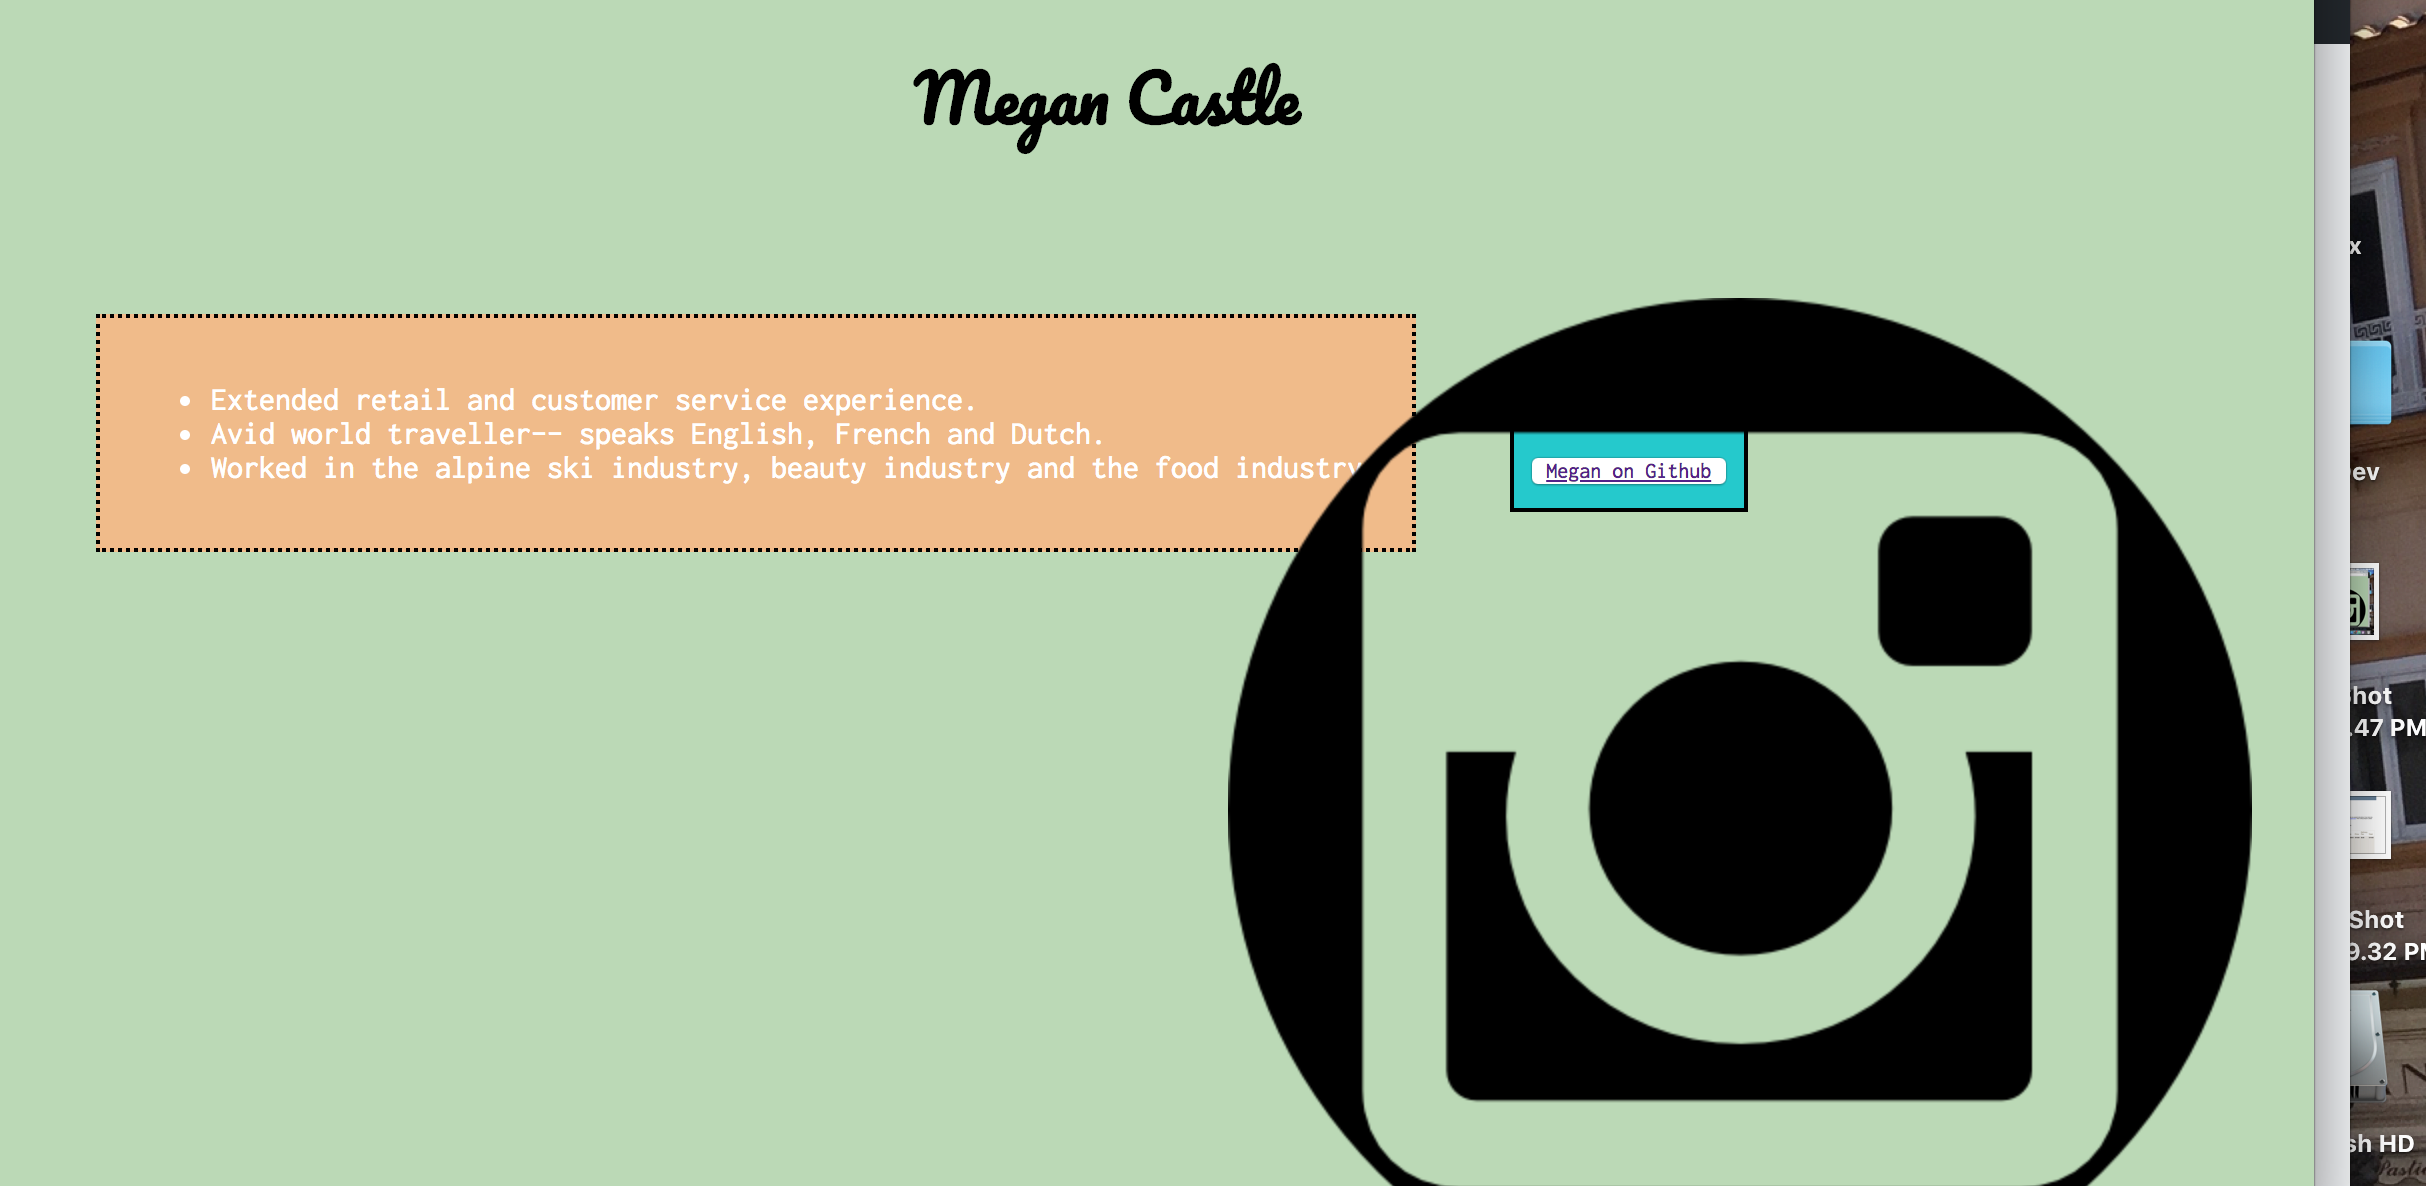 Megan Castle
Extended retail and customer service experience.
Avid world traveller-- speaks English, French and Dutch.
Worked in the alpine ski industry, beauty industry and the food industry
Megan on Github
x
ev
hot
.47 PM
Shot
9.32 PM
sh HD